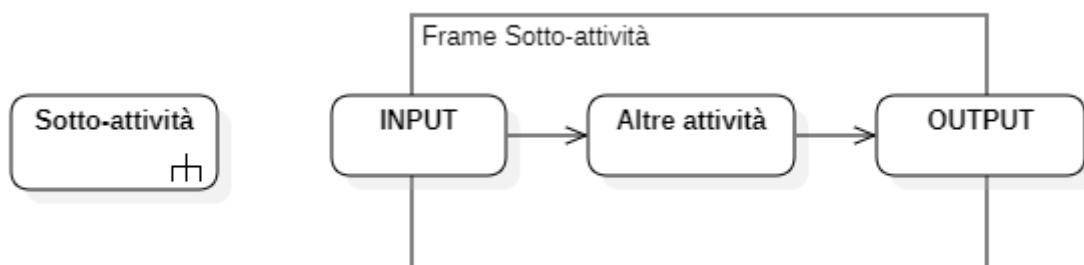 Frame Sotto-attività
Sotto-attività
INPUT
Altre attività
OUTPUT